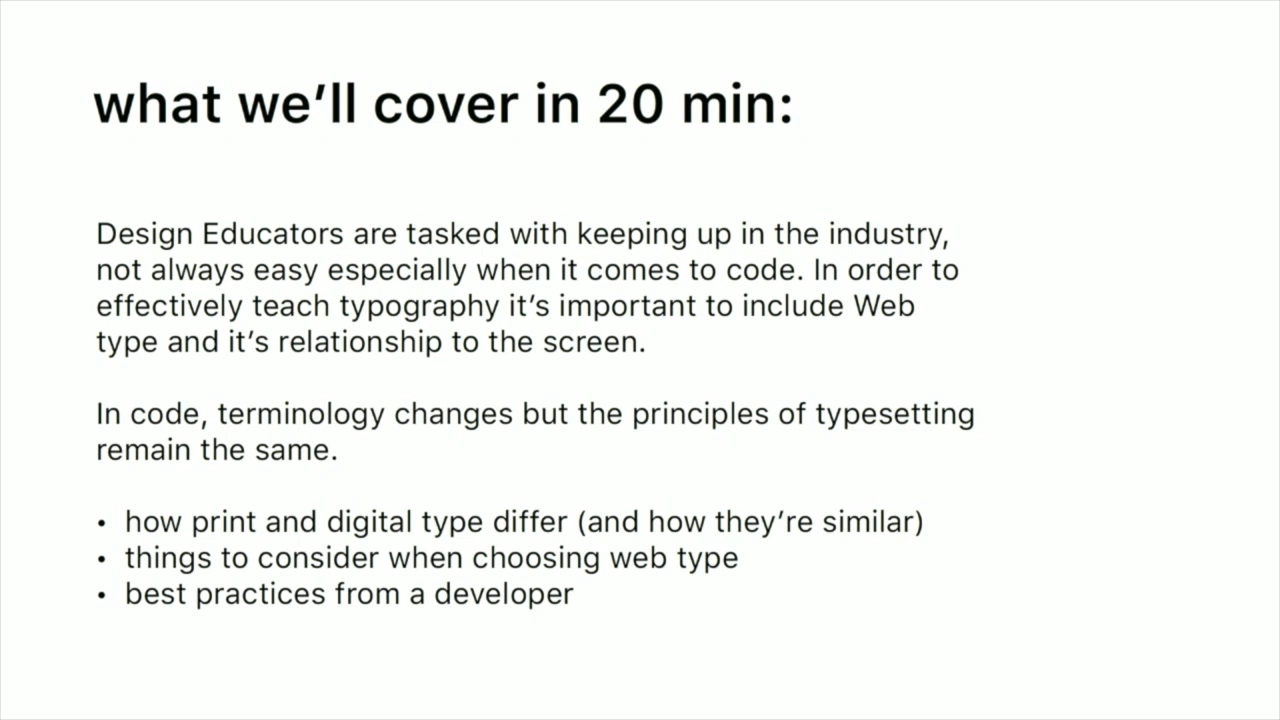 what we’ll cover in 20 min:
Design Educators are tasked with keeping up in the industry,
not always easy especially when it comes to code. In order to
effectively teach typography it’s important to include Web
type and it’s relationship to the screen.
In code, terminology changes but the principles of typesetting
remain the same.
• how print and digital type differ (and how they’re similar)
• things to consider when choosing web type
• best practices from a developer